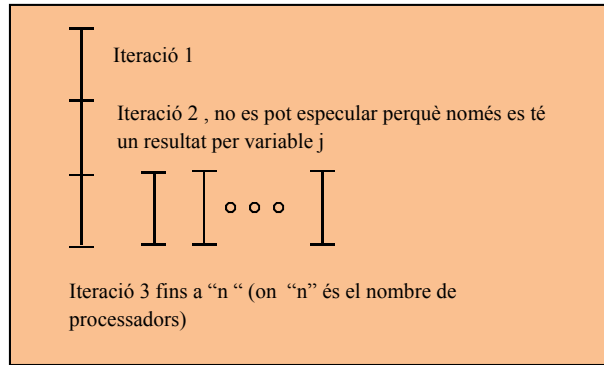 Iteració 1
Iteració 2 , no es pot especular perquè només es té
un resultat per variable j
Iteració 3 fins a “n “ (on “n” és el nombre de
processadors)